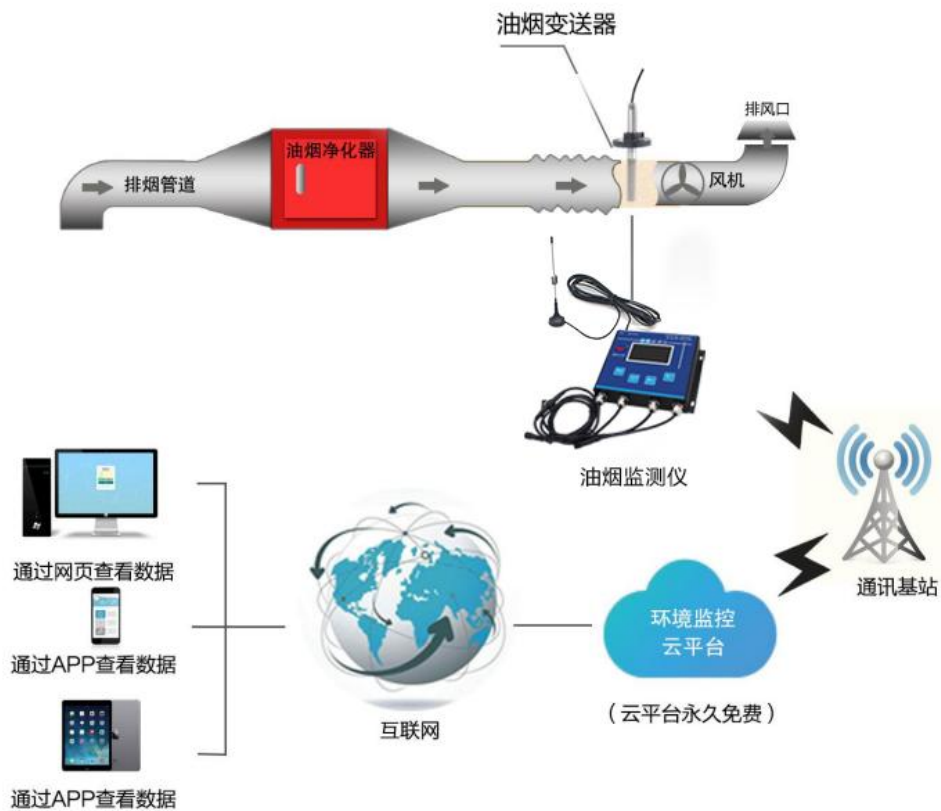 油烟变送器
排风口
油烟净化器
排烟管道
风机
油烟监测仪
通过网页查看数据
通讯基站
环境监控
云平台
通过APP查看数据
（云平台永久免费）
互联网
通过APP查看数据